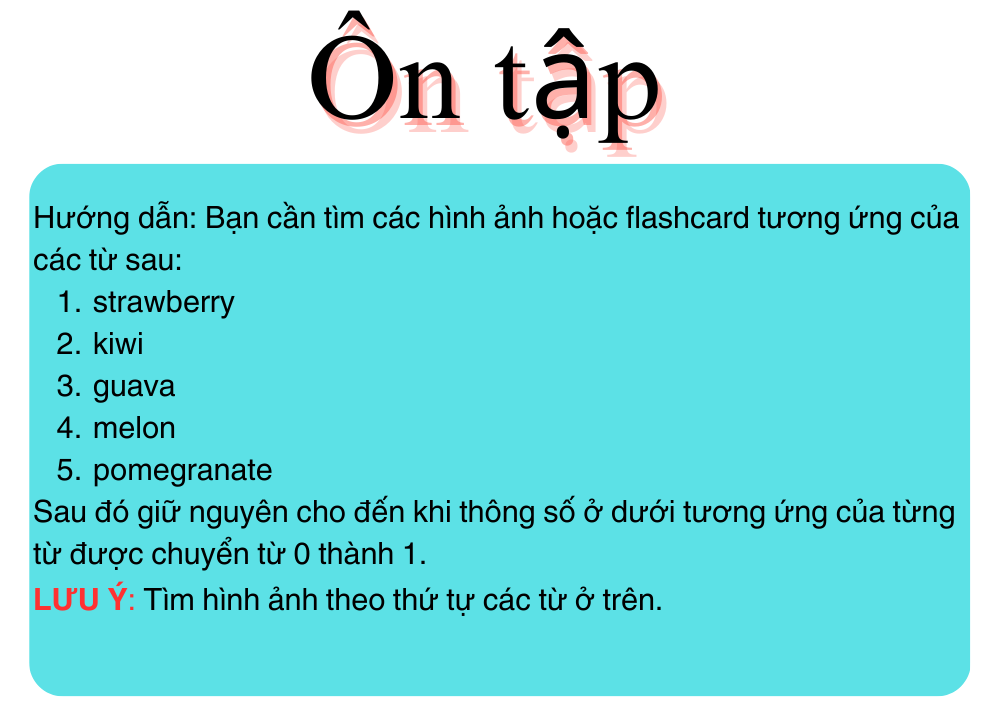 Ôn tập
Hướng dẫn: Bạn cần tìm các hình ảnh hoặc flashcard tương ứng của
các từ sau:
1. strawberry
2. kiwi
3. guava
4. melon
5. pomegranate
Sau đó giữ nguyên cho đến khi thông số ở dưới tương ứng của từng
từ được chuyển từ 0 thành 1.
LƯU Ý: Tìm hình ảnh theo thứ tự các từ ở trên.